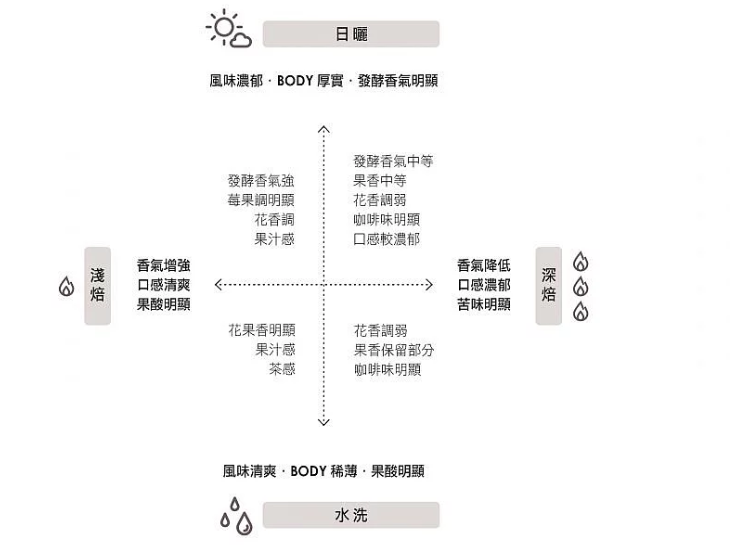 日曬
風味濃郁 · BODY 厚實 · 發酵香氣明顯
發酵香氣強
莓果調明顯
花香調
果汁感
發酵香氣中等
果香中等
花香調弱
咖啡味明顯
口感較濃郁
淺焙
香氣增強
口感清爽
果酸明顯
香氣降低
口感濃郁
苦味明顯
深焙
花果香明顯
果汁感
茶感
花香調弱
果香保留部分
咖啡味明顯
風味清爽 · BODY 稀薄 · 果酸明顯
水洗